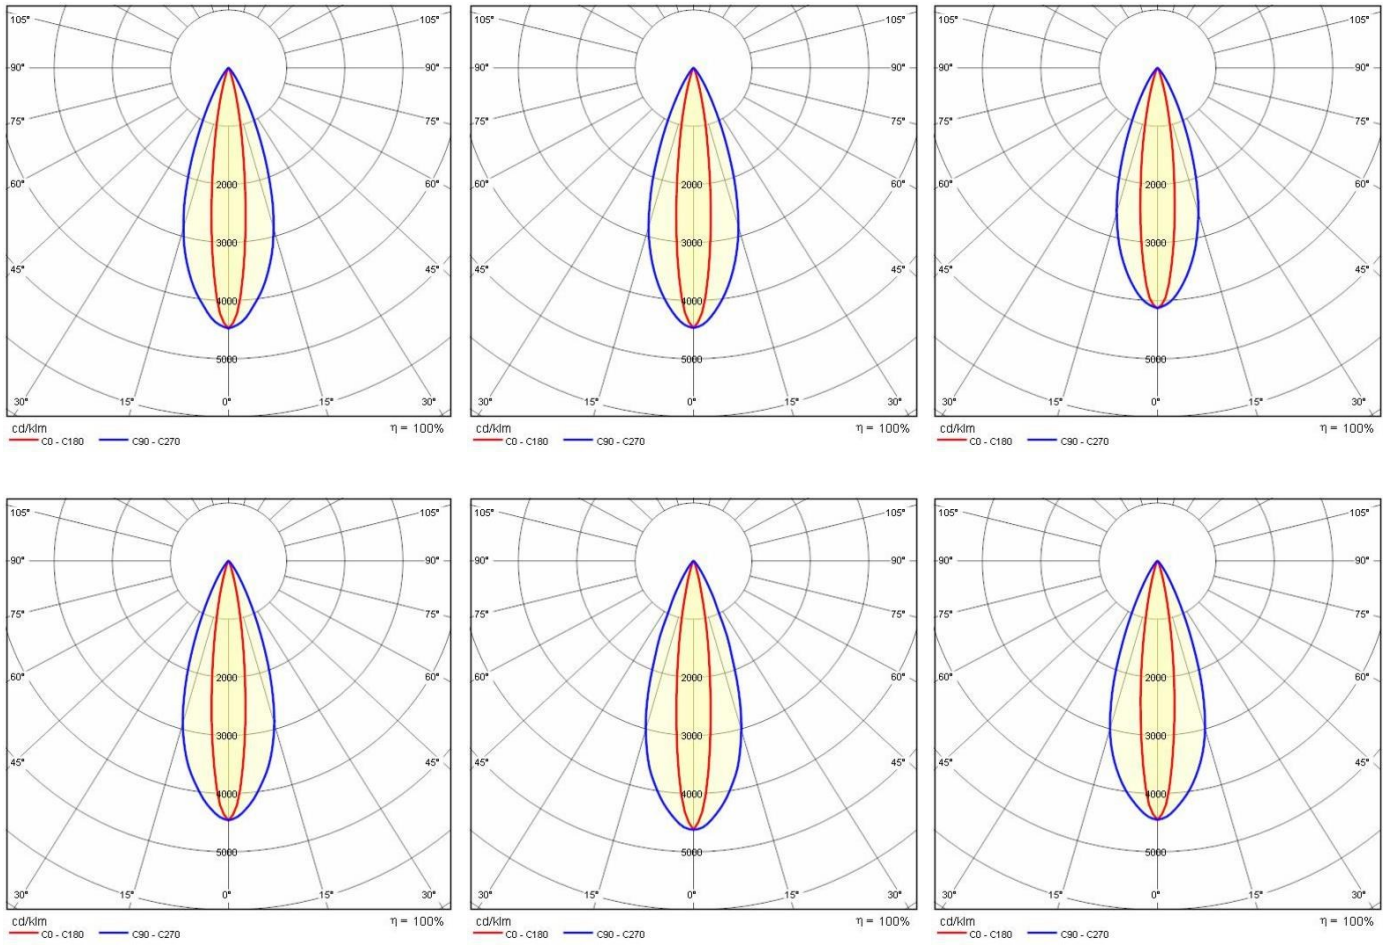 105° 105° 105° 105° 105° 105°
90° 90° 90° 90° 90° 90°
75° 75° 75° 75° 75° 75°
60° 2000 60° 60° 2000 60° 60° 2000 60°
3000 3000 3000
45° 45° 45° 45° 45° 45°
4000 4000 4000
5000 5000 5000
30° 15° 0° 15° 30° 30° 15° 0° 15° 30° 30° 15° 0° 15° 30°
cd/klm η = 100% cd/klm η = 100% cd/klm η = 100%
C0 - C180 C90 - C270 C0 - C180 C90 - C270 C0 - C180 C90 - C270
105° 105° 105° 105° 105° 105°
90° 90° 90° 90° 90° 90°
75° 75° 75° 75° 75° 75°
60° 2000 60° 60° 2000 60° 60° 2000 60°
3000 3000 3000
45° 45° 45° 45° 45° 45°
4000 4000 4000
5000 5000 5000
30° 15° 0° 15° 30° 30° 15° 0° 15° 30° 30° 15° 0° 15° 30°
cd/klm η = 100% cd/klm η = 100% cd/klm η = 100%
C0 - C180 C90 - C270 C0 - C180 C90 - C270 C0 - C180 C90 - C270